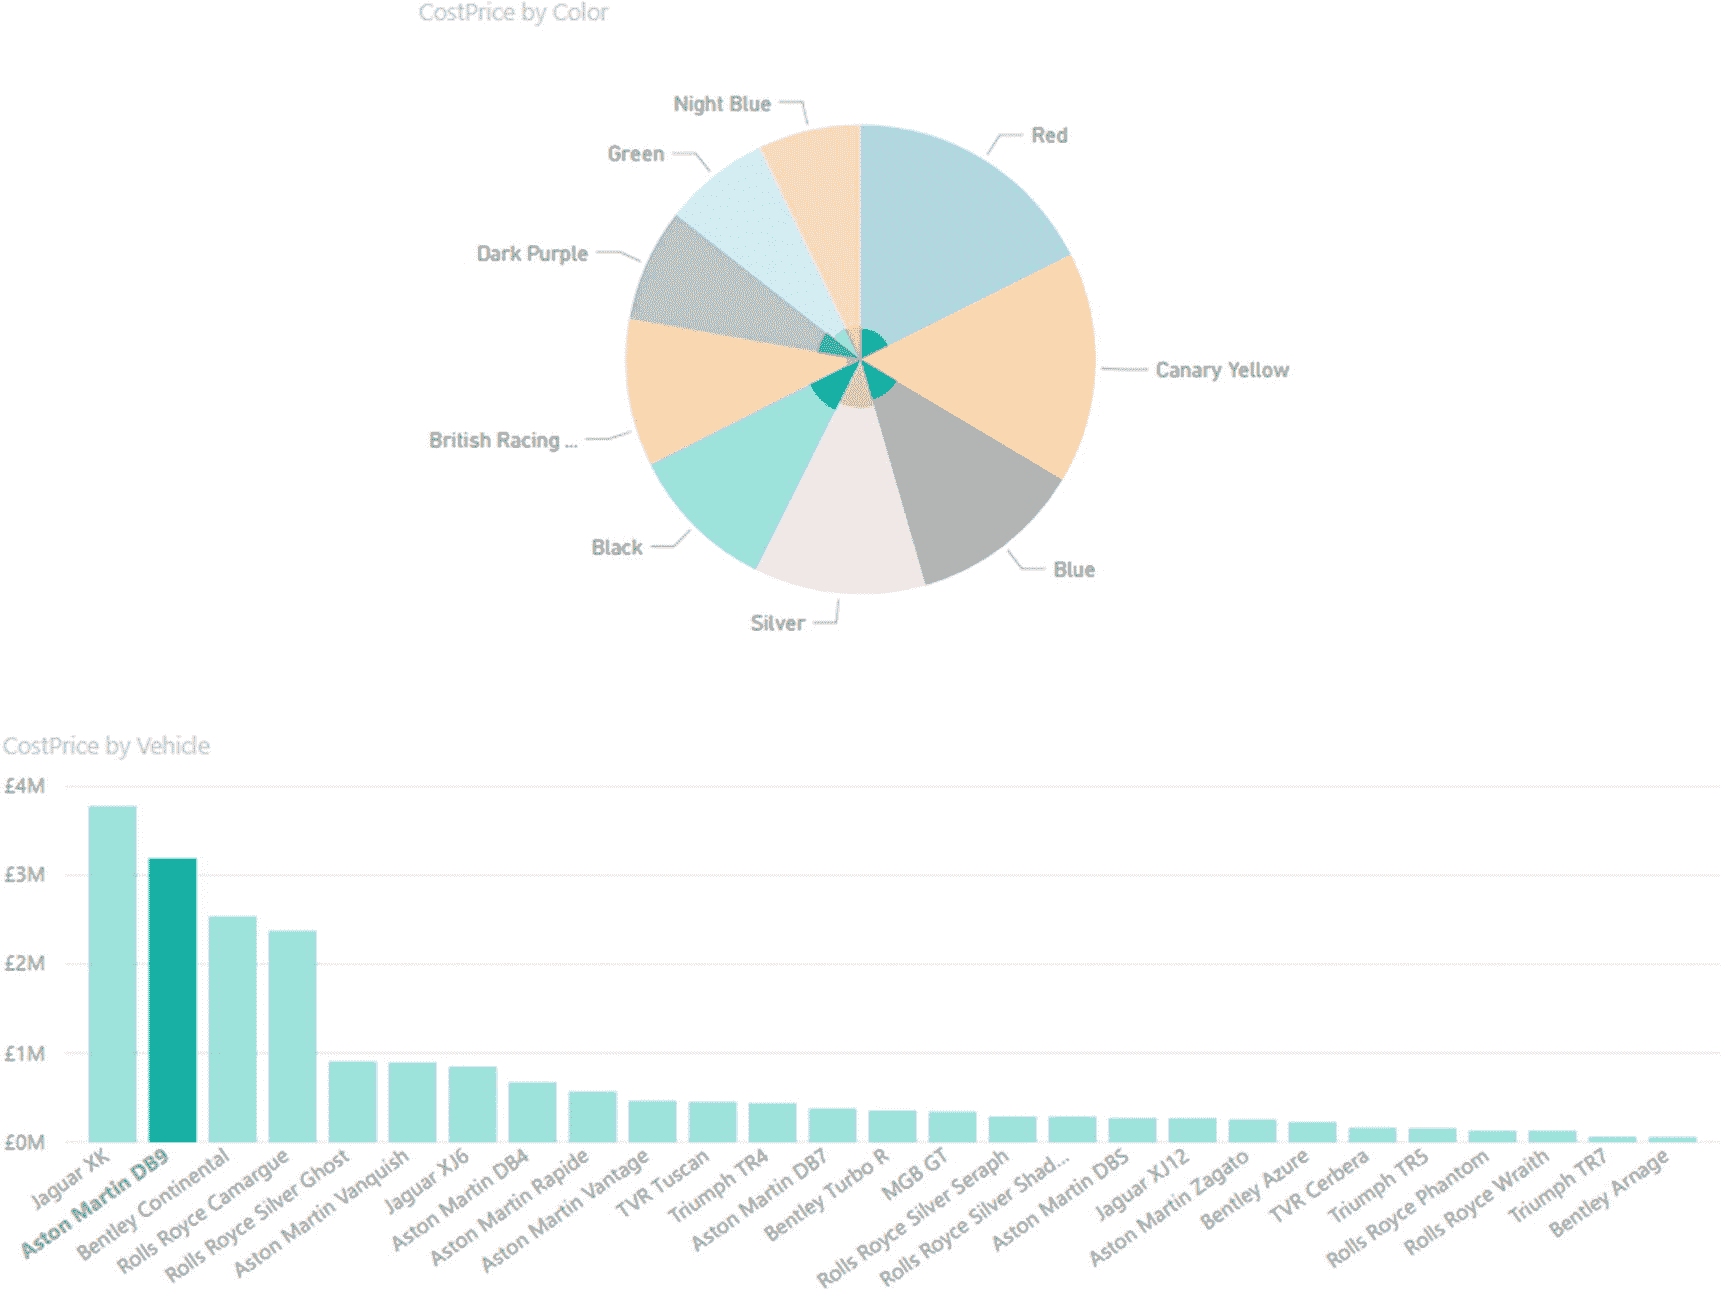 CostPrice by Color
Night Blue
Red
Green
Dark Purple
Canary Yellow
British Racing ...
Black
Blue
Silver
CostPrice by Vehicle
£4M
£3M
£2M
£1M
£0M
Jaguar XK
Aston Martin DB9
Bentley Continental
Rolls Royce Camargue
Rolls Royce Silver Ghost
Aston Martin Vanquish
Jaguar XJ6
Aston Martin DB4
Aston Martin Rapide
Aston Martin Vantage
TVR Tuscan
Triumph TR4
Aston Martin DB7
Bentley Turbo R
MGB GT
Rolls Royce Silver Seraph
Rolls Royce Silver Shad...
Aston Martin DB5
Jaguar XJ12
Aston Martin Zagato
Bentley Azure
TVR Cerbera
Triumph TR5
Rolls Royce Phantom
Rolls Royce Wraith
Triumph TR7
Bentley Arnage